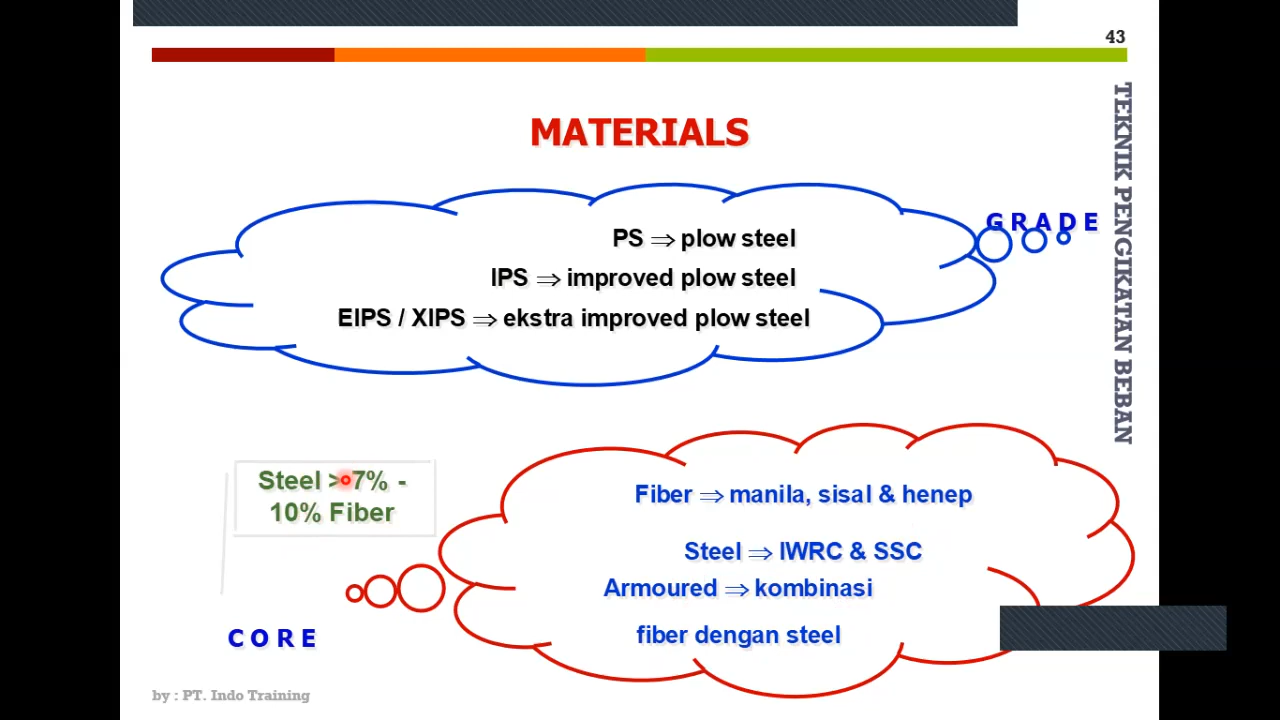 43
MATERIALS
TEKNIK PENGIKATAN BEBAN
GRADE
PS ⇒ plow steel
IPS ⇒ improved plow steel
EIPS / XIPS ⇒ ekstra improved plow steel
Steel > 7% -
10% Fiber
Fiber ⇒ manila, sisal & henep
Steel ⇒ IWRC & SSC
Armoured ⇒ kombinasi
fiber dengan steel
CORE
by : PT. Indo Training